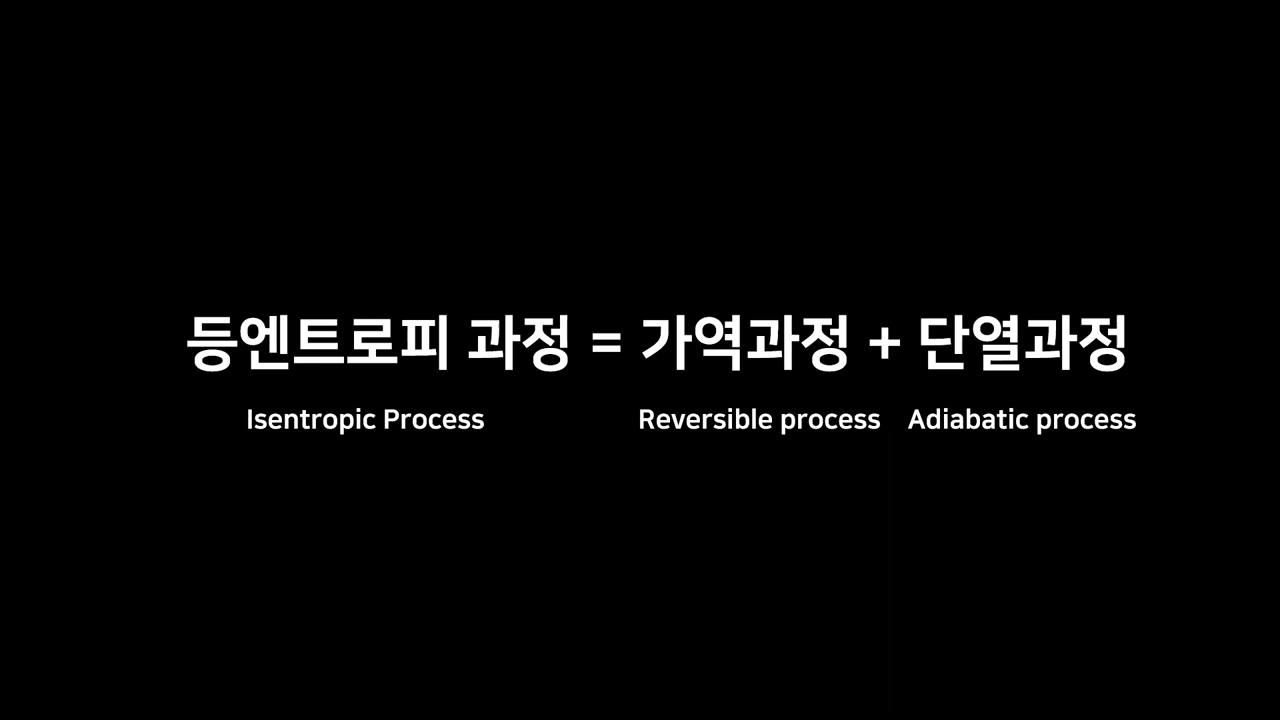 등엔트로피 과정 = 가역과정 + 단열과정
Isentropic Process Reversible process Adiabatic process